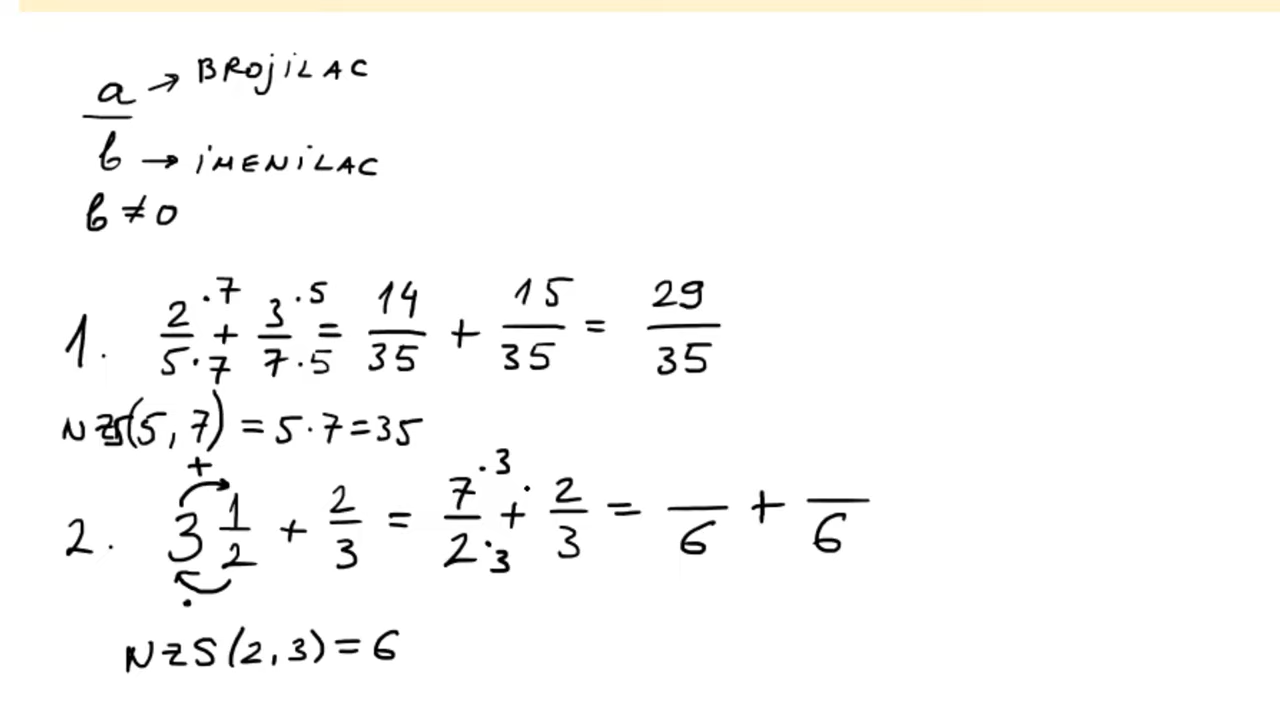 a → BROJILAC
b → IMENILAC
b ≠ 0
1. 2/5 ·7/·7 + 3/7 ·5/·5 = 14/35 + 15/35 = 29/35
NZS(5, 7) = 5·7=35
+
2. 3 1/2 + 2/3 = 7/2 ·3/·3 + · 2/3 = /6 + /6
·
NZS(2,3)=6